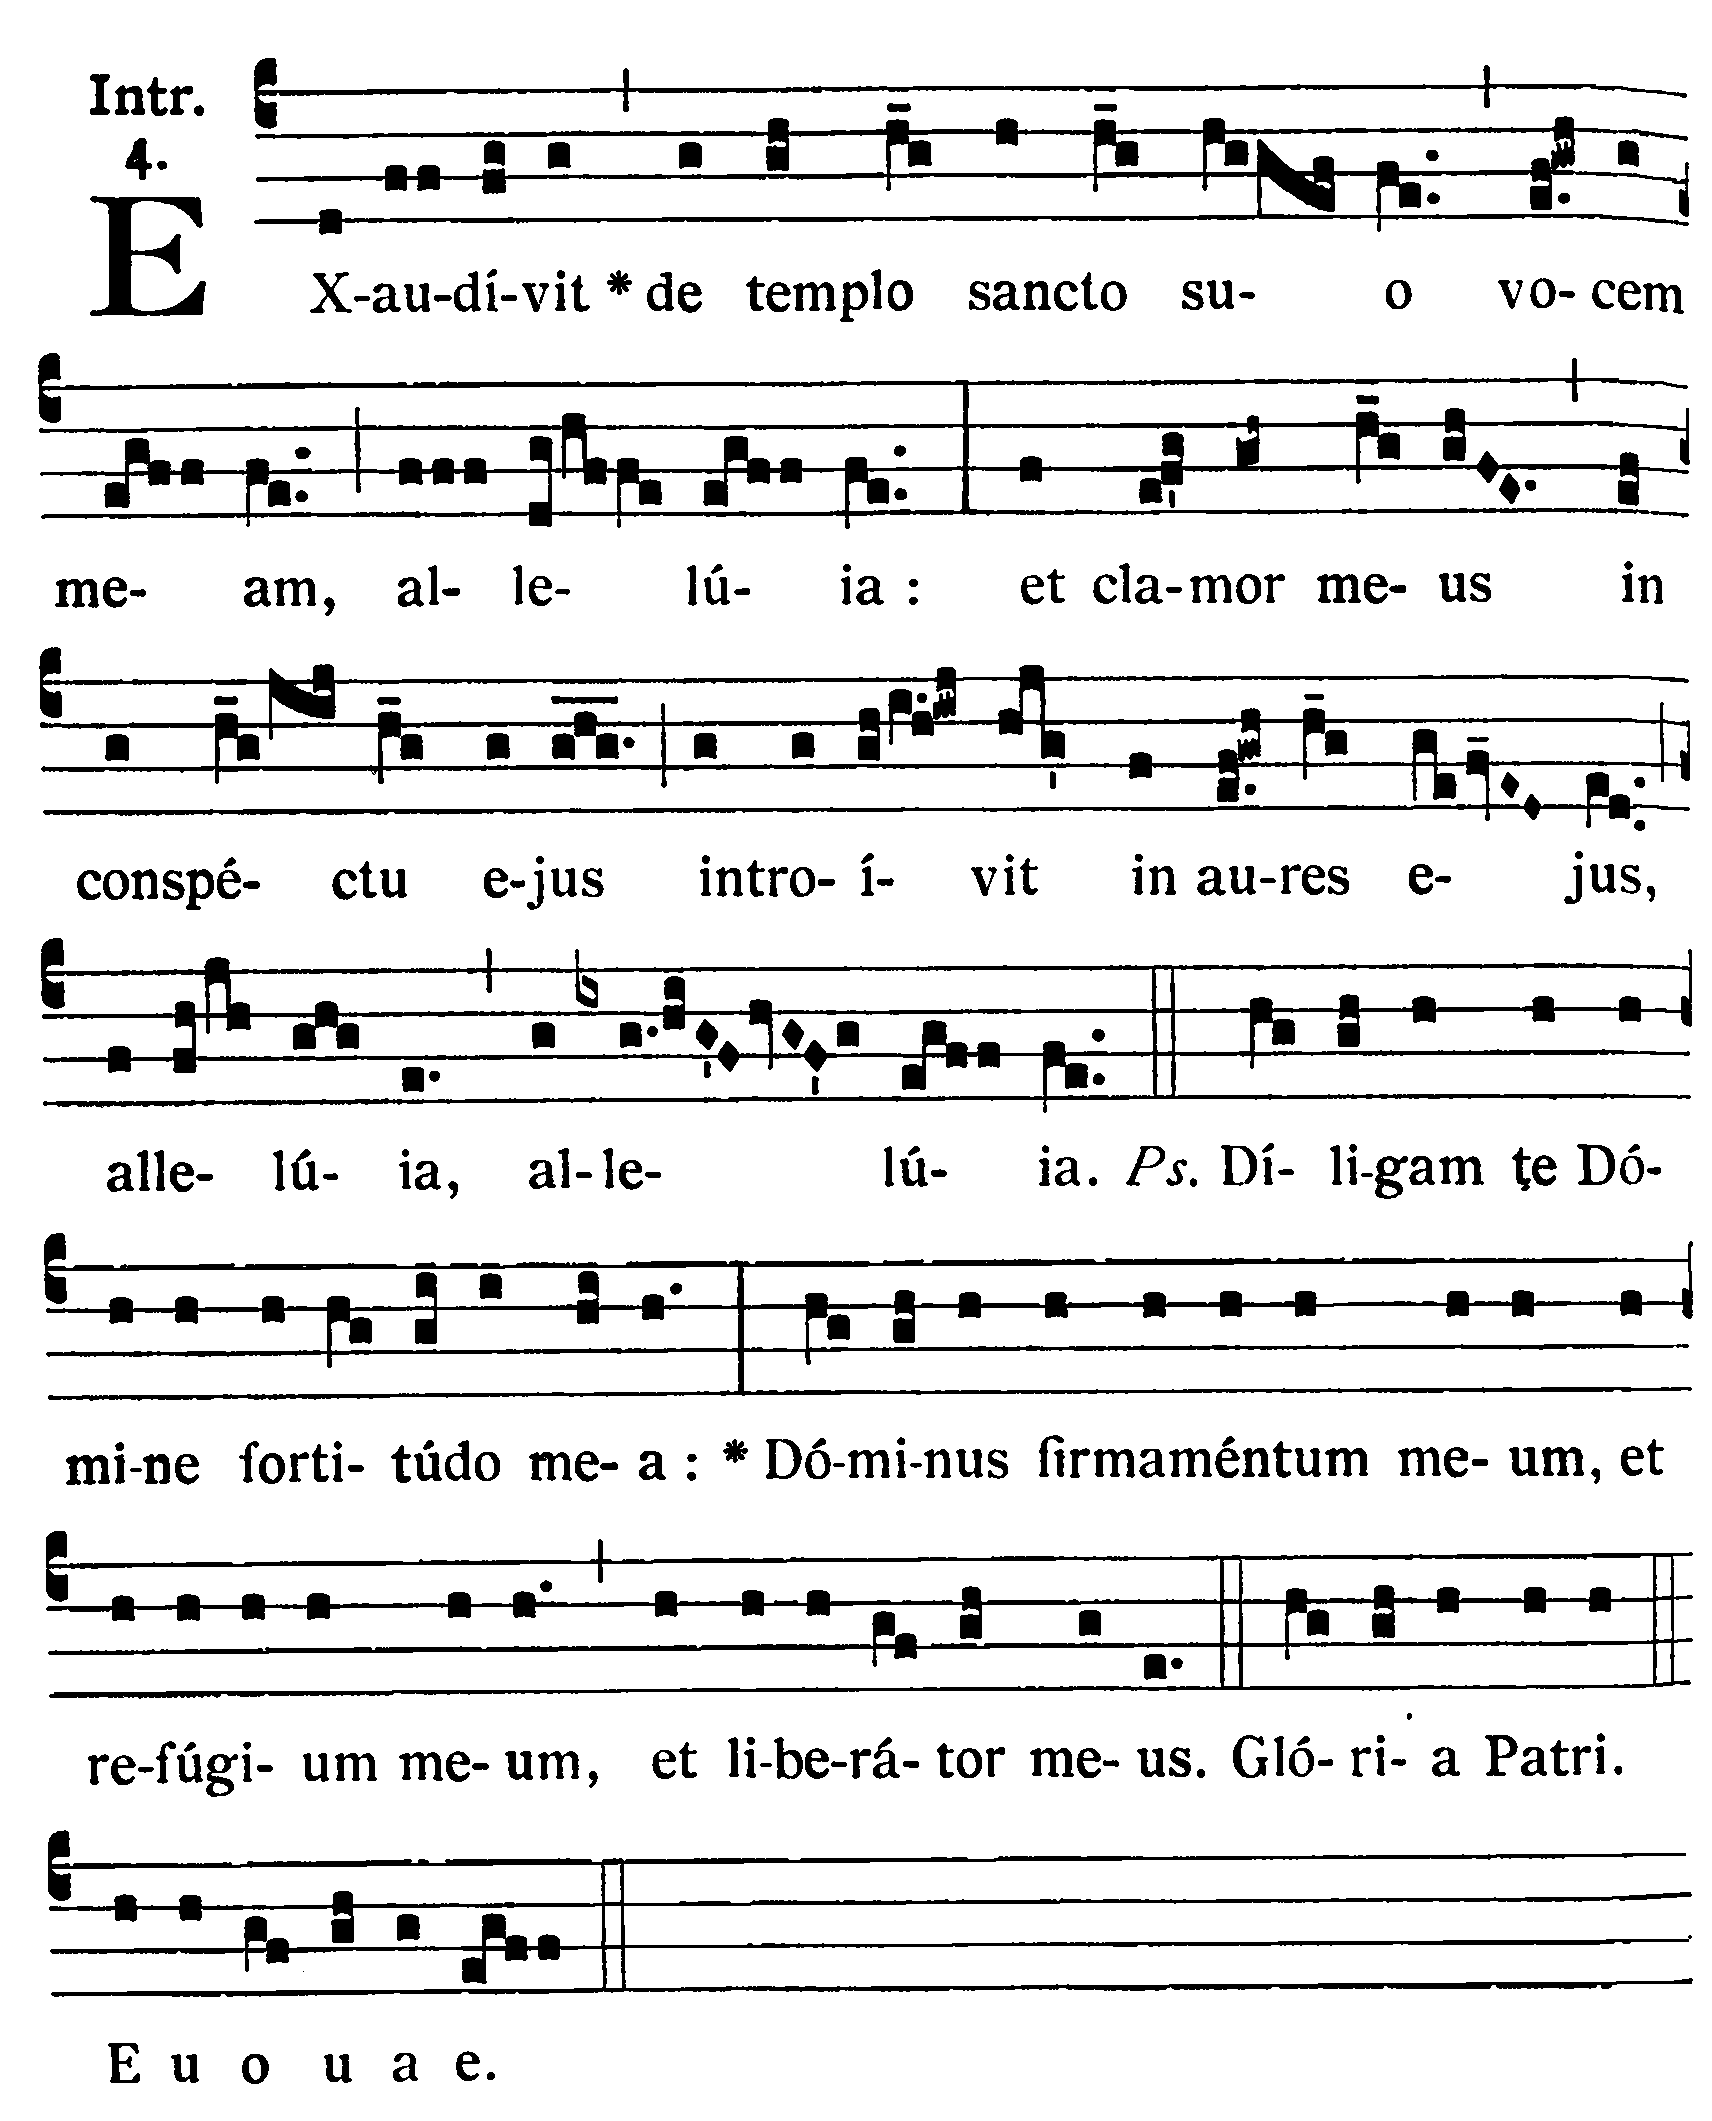 Intr.
4.
EX-au-dí-vit * de templo sancto su- o vo- cem
me- am, al- le- lú- ia : et cla-mor me- us in
conspé- ctu e-jus intro- í- vit in au-res e- jus,
alle- lú- ia, al-le- lú- ia. Ps. Dí- li-gam te Dó-
mi-ne forti- túdo me- a : * Dó-mi-nus firmaméntum me- um, et
re-fúgi- um me- um, et li-be-rá- tor me- us. Gló- ri- a Patri.
E u o u a e.